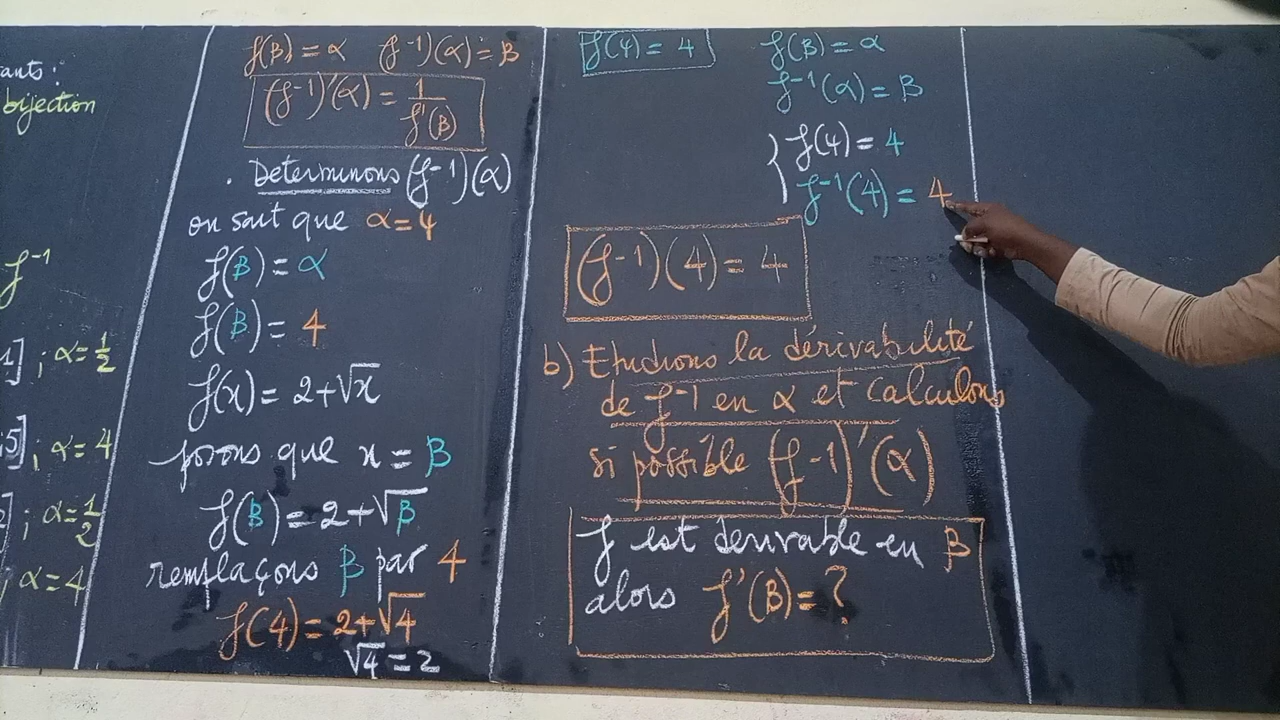 ants :
bijection
f⁻¹
1] ; α = 1/2
;5] ; α = 4
] ; α = 1/2
; α = 4
f(β) = α (f⁻¹)(α) = β
(f⁻¹)'(α) = 1/f'(β)
. Determinons (f⁻¹)(α)
on sait que α = 4
f(β) = α
f(β) = 4
f(x) = 2+√x
posons que x = β
f(β) = 2+√β
remplaçons β par 4
f(4) = 2+√4
√4 = 2
f(4) = 4
f(β) = α
f⁻¹(α) = β
f(4) = 4
f⁻¹(4) = 4
(f⁻¹)(4) = 4
b) Etudions la dérivabilité
de f⁻¹ en α et calculons
si possible (f⁻¹)'(α)
f est derivable en β
alors f'(β) = ?